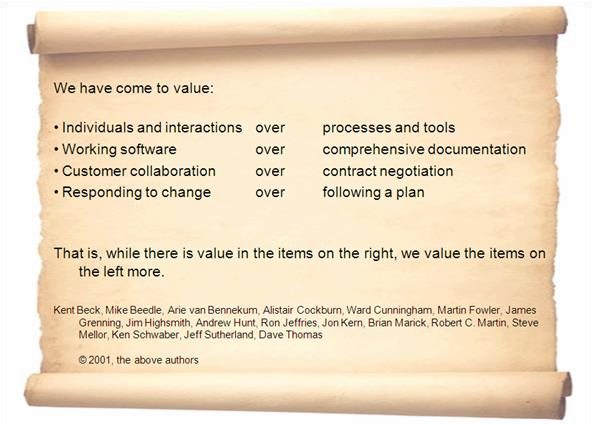 We have come to value:
• Individuals and interactions over processes and tools
• Working software over comprehensive documentation
• Customer collaboration over contract negotiation
• Responding to change over following a plan
That is, while there is value in the items on the right, we value the items on
the left more.
Kent Beck, Mike Beedle, Arie van Bennekum, Alistair Cockburn, Ward Cunningham, Martin Fowler, James
Grenning, Jim Highsmith, Andrew Hunt, Ron Jeffries, Jon Kern, Brian Marick, Robert C. Martin, Steve
Mellor, Ken Schwaber, Jeff Sutherland, Dave Thomas
© 2001, the above authors